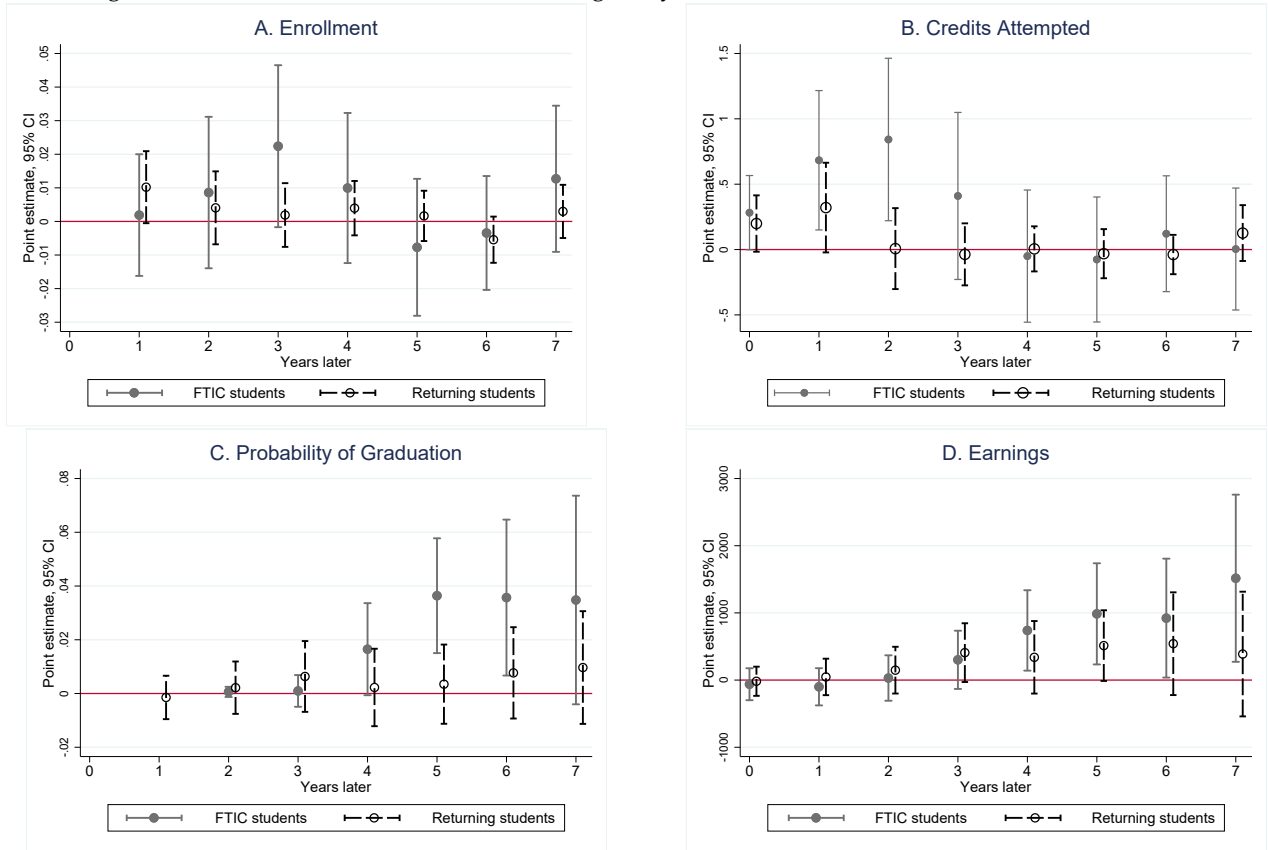 A. Enrollment
Point estimate, 95% CI
.05
.04
.03
.02
.01
0
-.01
-.02
-.03
0 1 2 3 4 5 6 7
Years later
FTIC students Returning students
B. Credits Attempted
Point estimate, 95% CI
1.5
1
.5
0
-.5
0 1 2 3 4 5 6 7
Years later
FTIC students Returning students
C. Probability of Graduation
Point estimate, 95% CI
.08
.06
.04
.02
0
-.02
0 1 2 3 4 5 6 7
Years later
FTIC students Returning students
D. Earnings
Point estimate, 95% CI
3000
2000
1000
0
-1000
0 1 2 3 4 5 6 7
Years later
FTIC students Returning students